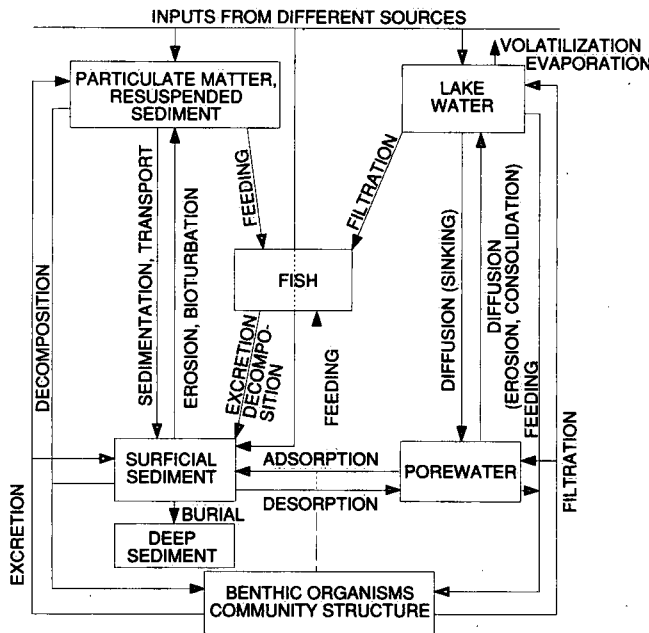 INPUTS FROM DIFFERENT SOURCES
VOLATILIZATION
EVAPORATION
PARTICULATE MATTER,
RESUSPENDED
SEDIMENT
LAKE
WATER
FEEDING
FILTRATION
SEDIMENTATION, TRANSPORT
EROSION, BIOTURBATION
FISH
DIFFUSION (SINKING)
DIFFUSION
(EROSION, CONSOLIDATION)
FEEDING
DECOMPOSITION
EXCRETION
DECOMPO-
SITION
FEEDING
SURFICIAL
SEDIMENT
ADSORPTION
DESORPTION
POREWATER
FILTRATION
EXCRETION
BURIAL
DEEP
SEDIMENT
BENTHIC ORGANISMS
COMMUNITY STRUCTURE